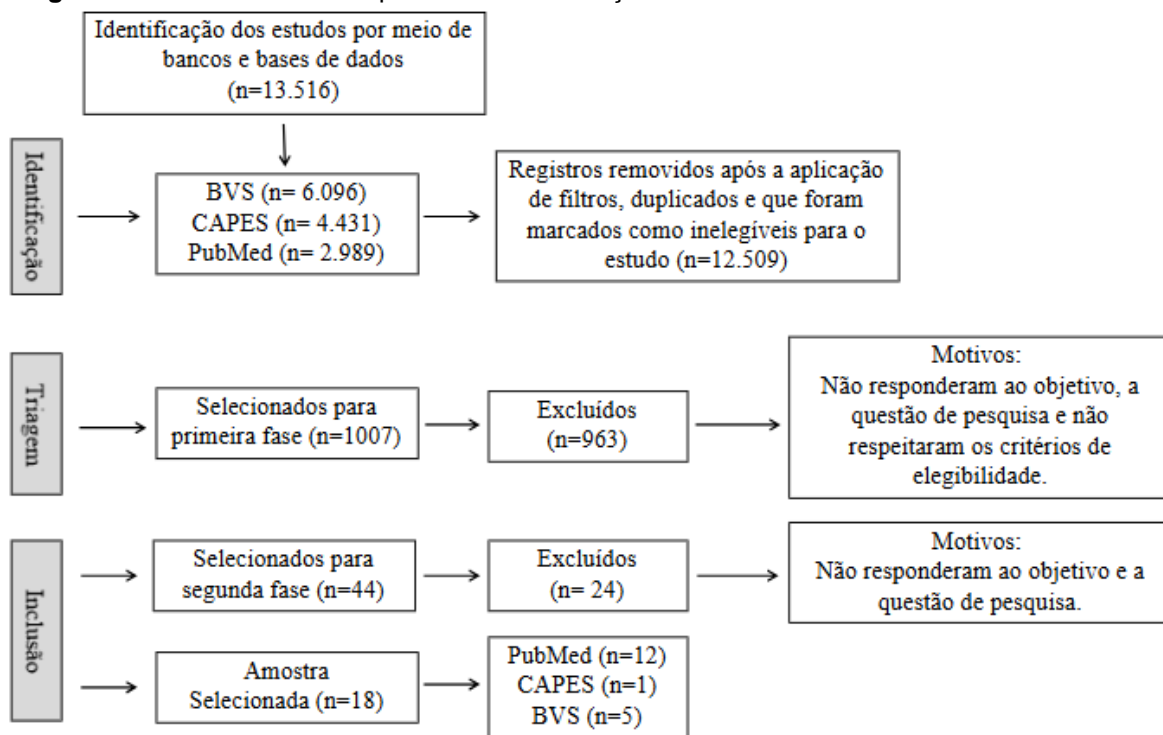 Identificação dos estudos por meio de
bancos e bases de dados
(n=13.516)
Identificação
BVS (n= 6.096)
CAPES (n= 4.431)
PubMed (n= 2.989)
Registros removidos após a aplicação
de filtros, duplicados e que foram
marcados como inelegíveis para o
estudo (n=12.509)
Triagem
Selecionados para
primeira fase (n=1007)
Excluídos
(n=963)
Motivos:
Não responderam ao objetivo, a
questão de pesquisa e não
respeitaram os critérios de
elegibilidade.
Inclusão
Selecionados para
segunda fase (n=44)
Excluídos
(n= 24)
Motivos:
Não responderam ao objetivo e a
questão de pesquisa.
Amostra
Selecionada (n=18)
PubMed (n=12)
CAPES (n=1)
BVS (n=5)